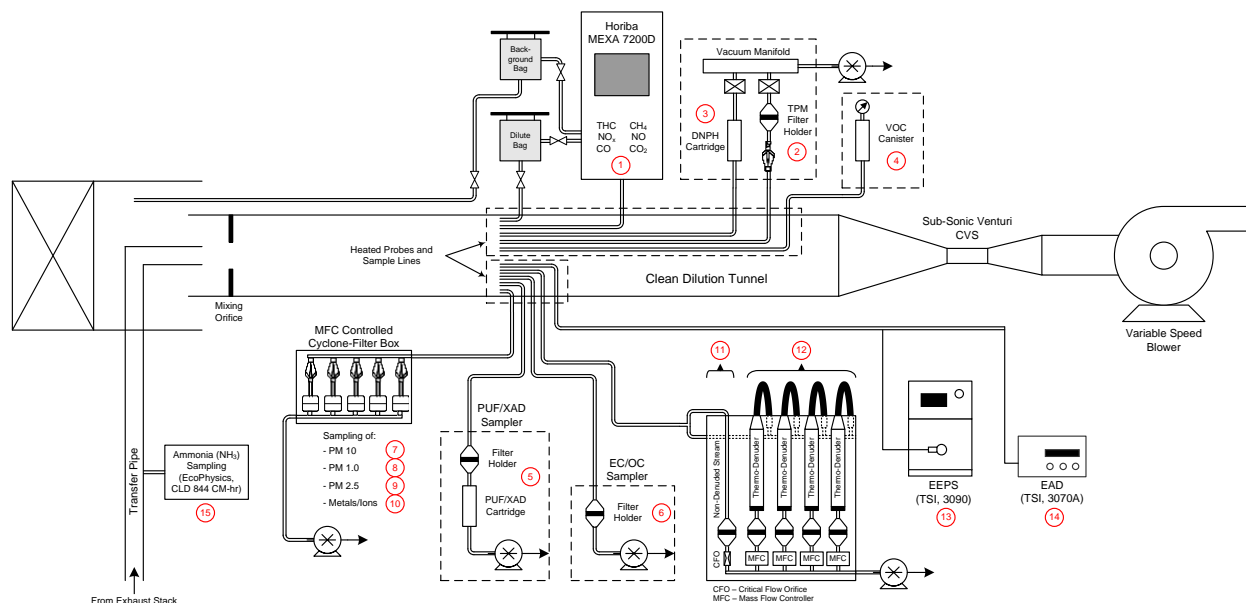 Horiba
MEXA 7200D
THC CH₄
NOₓ NO
CO CO₂
1
Back-
ground
Bag
Dilute
Bag
Vacuum Manifold
3
DNPH
Cartridge
TPM
Filter
Holder
2
VOC
Canister
4
Sub-Sonic Venturi
CVS
Heated Probes and
Sample Lines
Clean Dilution Tunnel
Mixing
Orifice
Variable Speed
Blower
MFC Controlled
Cyclone-Filter Box
Sampling of:
- PM 10 7
- PM 1.0 8
- PM 2.5 9
- Metals/Ions 10
Transfer Pipe
Ammonia (NH₃)
Sampling
(EcoPhysics,
CLD 844 CM-hr)
15
From Exhaust Stack
PUF/XAD
Sampler
Filter
Holder
5
PUF/XAD
Cartridge
EC/OC
Sampler
Filter
Holder
6
11
12
Non-Denuded Stream
Thermo-Denuder
Thermo-Denuder
Thermo-Denuder
Thermo-Denuder
CFO
MFC
MFC
MFC
MFC
CFO – Critical Flow Orifice
MFC – Mass Flow Controller
EEPS
(TSI, 3090)
13
EAD
(TSI, 3070A)
14